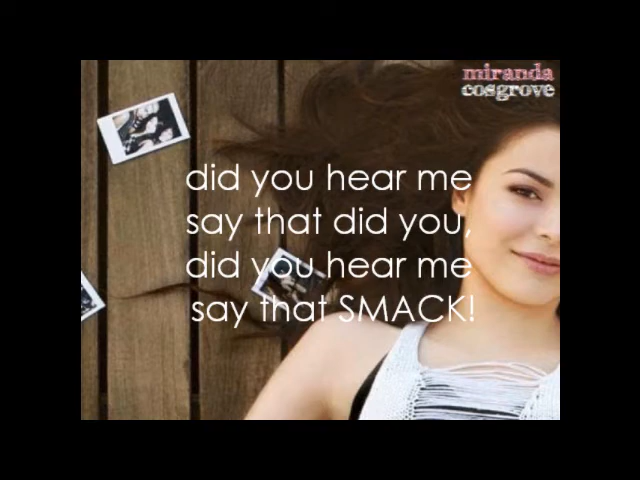 miranda
cosgrove
did you hear me
say that did you,
did you hear me
say that SMACK!